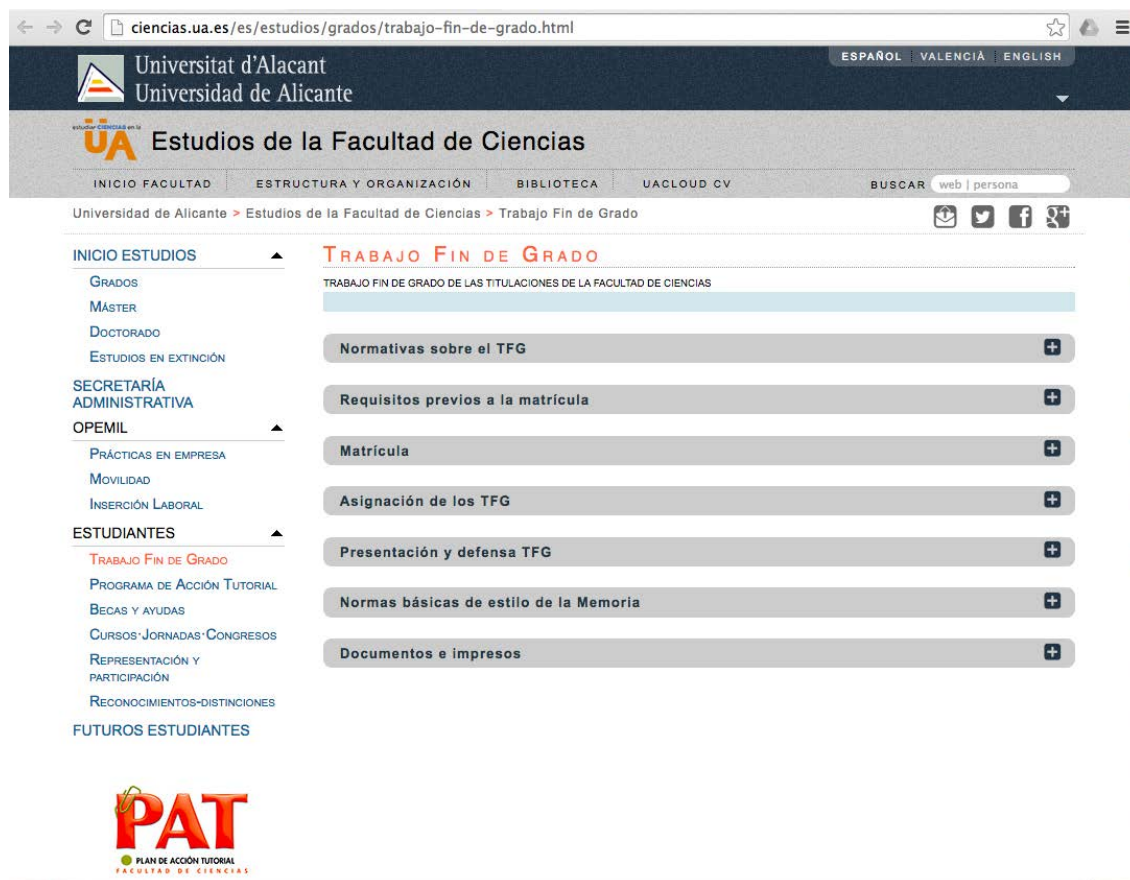 ciencias.ua.es/es/estudios/grados/trabajo-fin-de-grado.html
Universitat d'Alacant
Universidad de Alicante
ESPAÑOL VALENCIÀ ENGLISH
estudiar CIENCIAS en la
UA
Estudios de la Facultad de Ciencias
INICIO FACULTAD ESTRUCTURA Y ORGANIZACIÓN BIBLIOTECA UACLOUD CV BUSCAR web | persona
Universidad de Alicante > Estudios de la Facultad de Ciencias > Trabajo Fin de Grado
INICIO ESTUDIOS
GRADOS
MÁSTER
DOCTORADO
ESTUDIOS EN EXTINCIÓN
SECRETARÍA
ADMINISTRATIVA
OPEMIL
PRÁCTICAS EN EMPRESA
MOVILIDAD
INSERCIÓN LABORAL
ESTUDIANTES
TRABAJO FIN DE GRADO
PROGRAMA DE ACCIÓN TUTORIAL
BECAS Y AYUDAS
CURSOS·JORNADAS·CONGRESOS
REPRESENTACIÓN Y
PARTICIPACIÓN
RECONOCIMIENTOS-DISTINCIONES
FUTUROS ESTUDIANTES
PAT
PLAN DE ACCIÓN TUTORIAL
FACULTAD DE CIENCIAS
TRABAJO FIN DE GRADO
TRABAJO FIN DE GRADO DE LAS TITULACIONES DE LA FACULTAD DE CIENCIAS
Normativas sobre el TFG
Requisitos previos a la matrícula
Matrícula
Asignación de los TFG
Presentación y defensa TFG
Normas básicas de estilo de la Memoria
Documentos e impresos